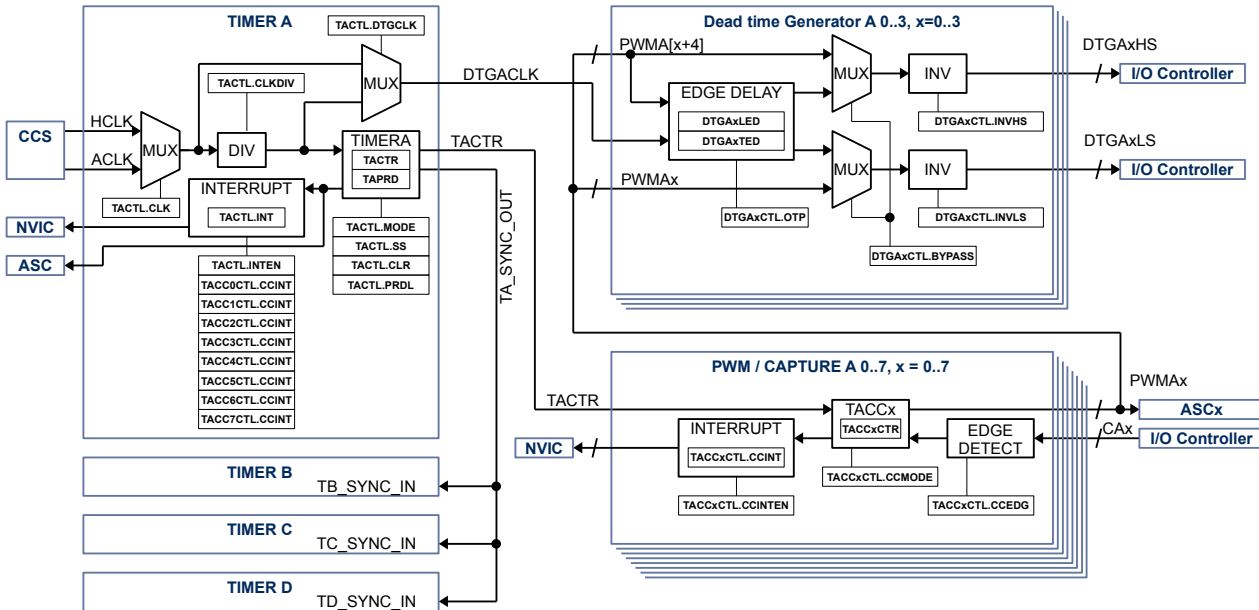 TIMER A
TACTL.DTGCLK
MUX
DTGACLK
TACTL.CLKDIV
CCS
HCLK
ACLK
MUX
DIV
TACTL.CLK
TIMERA
TACTR
TAPRD
TACTR
INTERRUPT
TACTL.INT
NVIC
ASC
TACTL.MODE
TACTL.SS
TACTL.CLR
TACTL.PRDL
TACTL.INTEN
TACC0CTL.CCINT
TACC1CTL.CCINT
TACC2CTL.CCINT
TACC3CTL.CCINT
TACC4CTL.CCINT
TACC5CTL.CCINT
TACC6CTL.CCINT
TACC7CTL.CCINT
TA_SYNC_OUT
TIMER B
TB_SYNC_IN
TIMER C
TC_SYNC_IN
TIMER D
TD_SYNC_IN
Dead time Generator A 0..3, x=0..3
PWMA[x+4]
EDGE DELAY
DTGAxLED
DTGAxTED
PWMAx
DTGAxCTL.OTP
MUX
INV
DTGAxCTL.INVHS
DTGAxHS
I/O Controller
MUX
INV
DTGAxCTL.INVLS
DTGAxLS
I/O Controller
DTGAxCTL.BYPASS
PWM / CAPTURE A 0..7, x = 0..7
TACTR
TACCx
TACCxCTR
PWMAx
ASCx
CAx
I/O Controller
EDGE
DETECT
INTERRUPT
TACCxCTL.CCINT
NVIC
TACCxCTL.CCMODE
TACCxCTL.CCINTEN
TACCxCTL.CCEDG